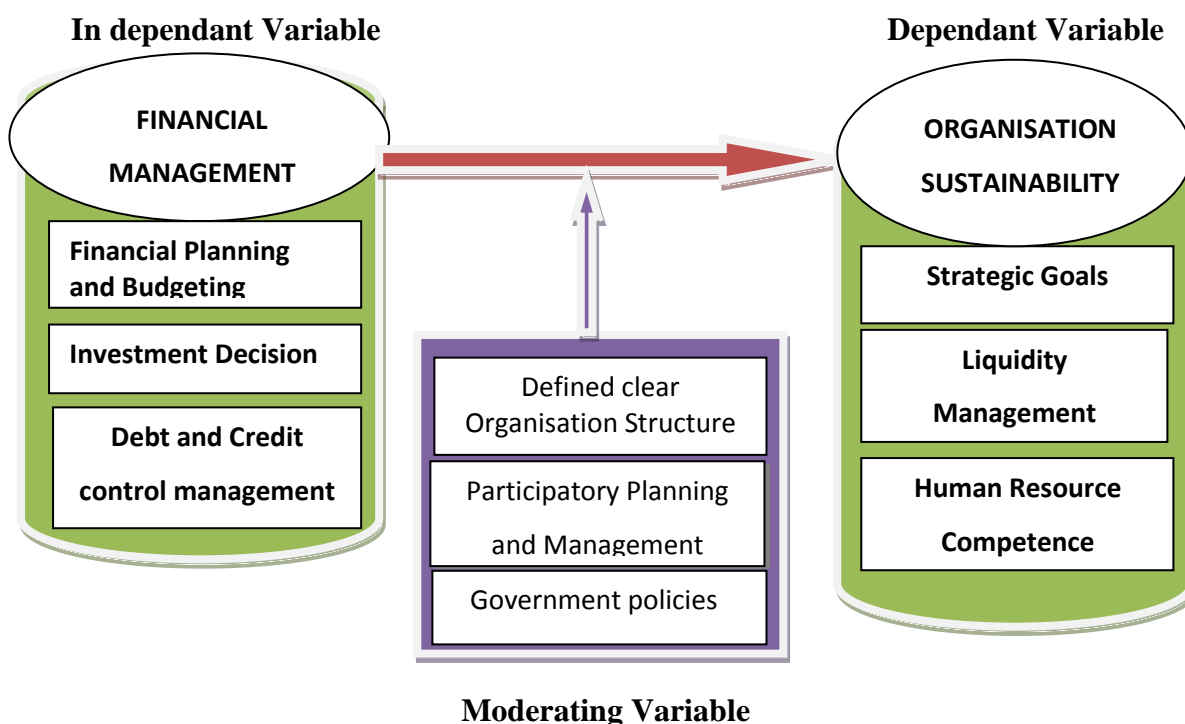 In dependant Variable
Dependant Variable
FINANCIAL
MANAGEMENT
Financial Planning
and Budgeting
Investment Decision
Debt and Credit
control management
Defined clear
Organisation Structure
Participatory Planning
and Management
Government policies
Moderating Variable
ORGANISATION
SUSTAINABILITY
Strategic Goals
Liquidity
Management
Human Resource
Competence